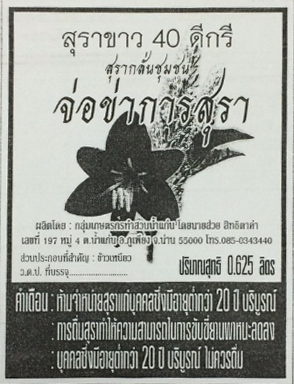 สุราขาว 40 ดีกรี
สุรากลั่นชุมชน
จ่อข่าการสุรา
ผลิตโดย : กลุ่มเกษตรกรทำสวนน้ำแก่น โดยนายสวย สิทธิตาคำ
เลขที่ 197 หมู่ 4 ต.น้ำแก่น อ.ภูเพียง จ.น่าน 55000 โทร.085-0343440
ส่วนประกอบที่สำคัญ : ข้าวเหนียว
ว.ด.ป. ที่บรรจุ
ปริมาณสุทธิ 0.625 ลิตร
คำเตือน : ห้ามจำหน่ายสุราแก่บุคคลซึ่งมีอายุต่ำกว่า 20 ปี บริบูรณ์
: การดื่มสุราทำให้ความสามารถในการขับขี่ยานพาหนะลดลง
: บุคคลซึ่งมีอายุต่ำกว่า 20 ปี บริบูรณ์ ไม่ควรดื่ม